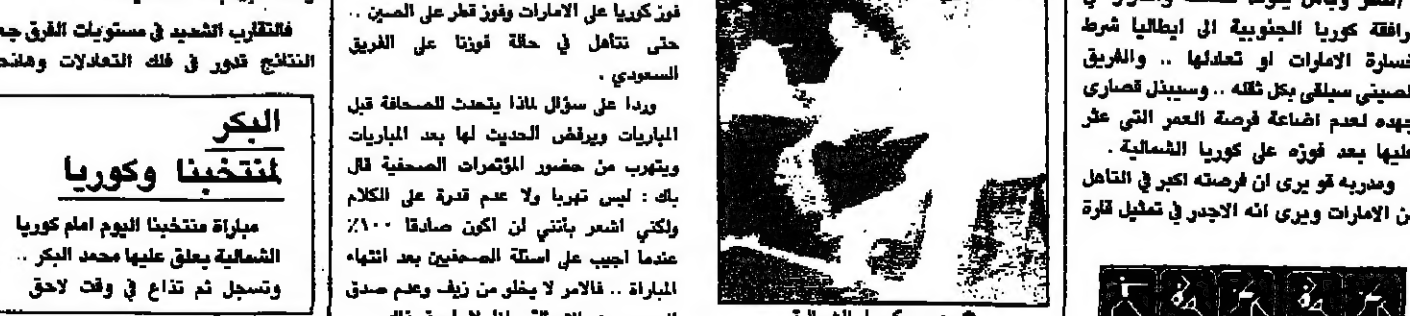 رافقة كوريا الجنوبية الى ايطاليا شرط
خسارة الامارات او تعادلها .. والفريق
لصيني سيلقي بكل ثقله .. وسيبذل قصارى
جهده لعدم اضاعة فرصة العمر التي عثر
عليها بعد فوزه على كوريا الشمالية .
ومدربه قو يرى ان فرصته اكبر في التاهل
ن الامارات ويرى انه الاجدر في تمثيل قارة
فوز كوريا على الامارات وفوز قطر على الصين ..
حتى نتأهل في حالة فوزنا على الفريق
السعودي .
وردا على سؤال لماذا يتحدث للصحافة قبل
المباريات ويرفض الحديث لها بعد المباريات
ويتهرب من حضور المؤتمرات الصحفية قال
باك : ليس تهربا ولا عدم قدرة على الكلام
ولكني اشعر بأنني لن اكون صادقا ١٠٠٪
عندما اجيب على اسئلة الصحفيين بعد انتهاء
المباراة .. فالامر لا يخلو من زيف وعدم صدق
فالتقارب الشديد في مستويات الفرق جع
النتائج تدور في فلك التعادلات
البكر
لمنتخبنا وكوريا
مباراة منتخبنا اليوم امام كوريا
الشمالية يعلق عليها محمد البكر ..
وتسجل ثم تذاع في وقت لاحق